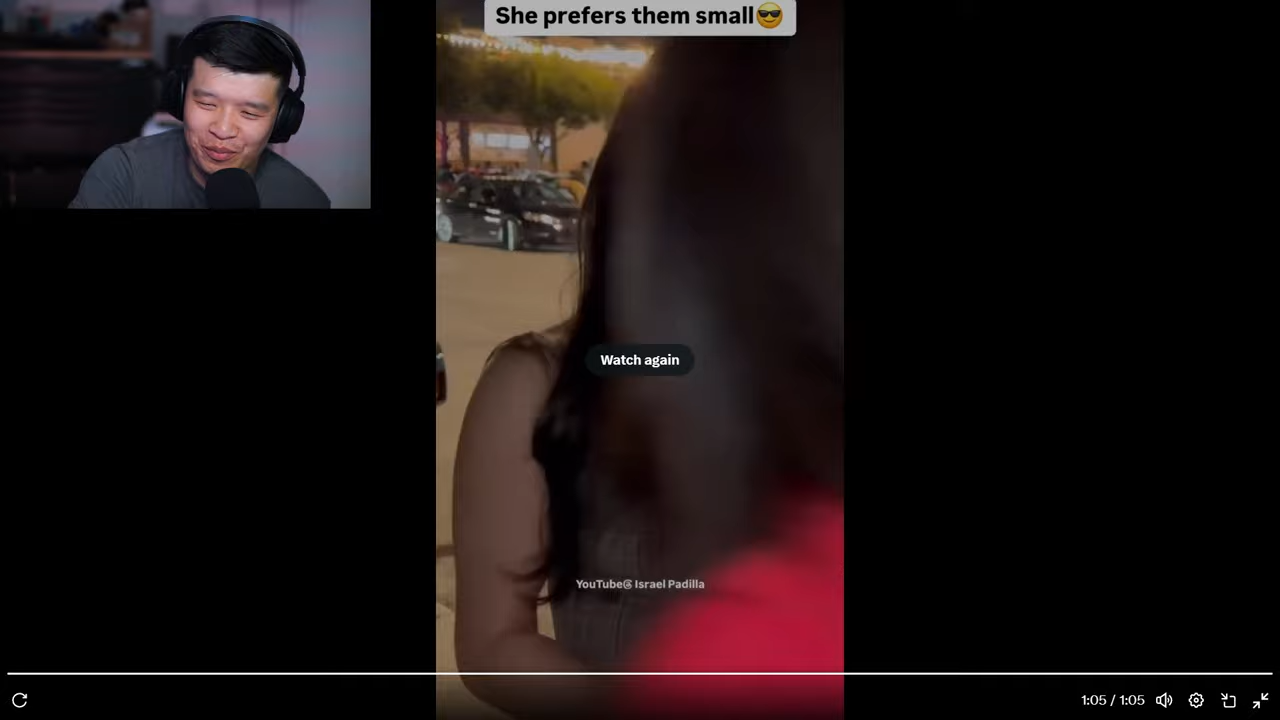 She prefers them small😎
Watch again
YouTube@ Israel Padilla
1:05 / 1:05